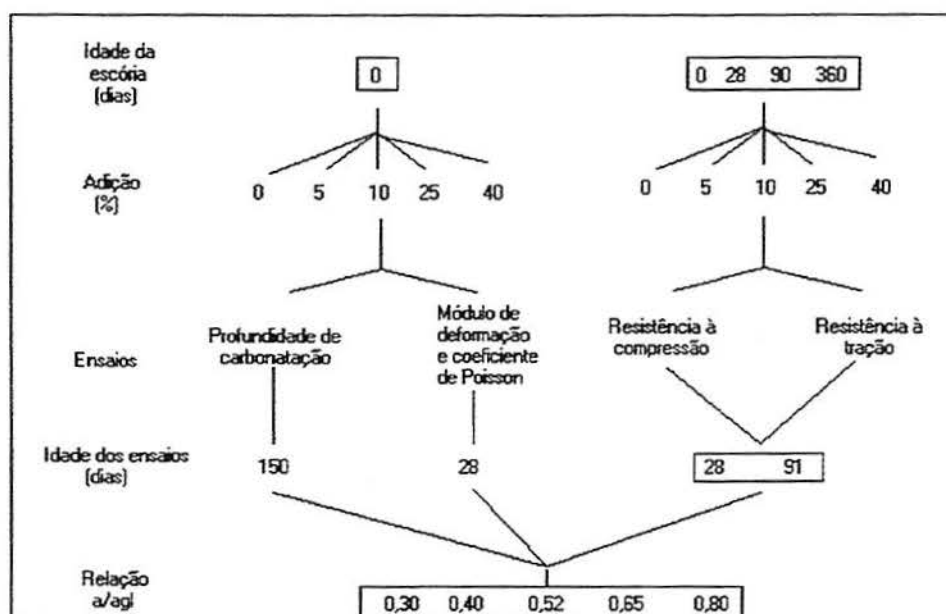 Idade da
escória
(dias)
0
0 28 90 360
Adição
(%)
0 5 10 25 40
0 5 10 25 40
Ensaios
Profundidade de
carbonatação
Módulo de
deformação
e coeficiente
de Poisson
Resistência à
compressão
Resistência à
tração
Idade dos ensaios
(dias)
150
28
28 91
Relação
a/agl
0,30 0,40 0,52 0,65 0,80